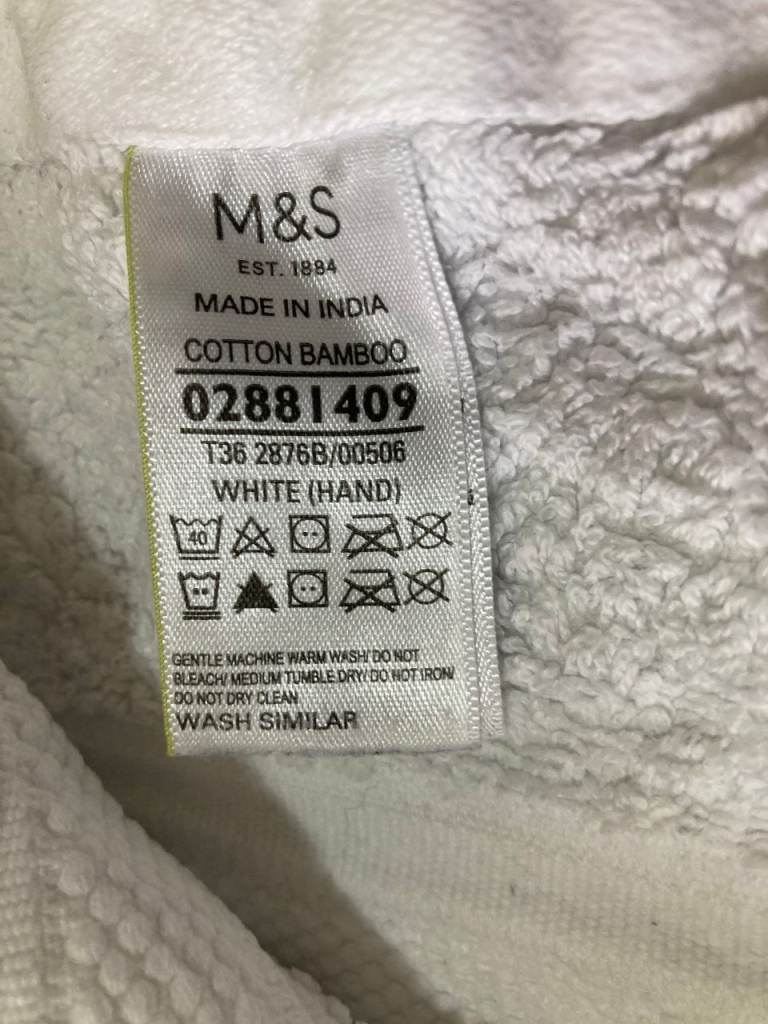 M&S
EST. 1884
MADE IN INDIA
COTTON BAMBOO
02881409
T36 2876B/00506
WHITE (HAND)
40
GENTLE MACHINE WARM WASH/ DO NOT
BLEACH/ MEDIUM TUMBLE DRY/ DO NOT IRON/
DO NOT DRY CLEAN
WASH SIMILAR